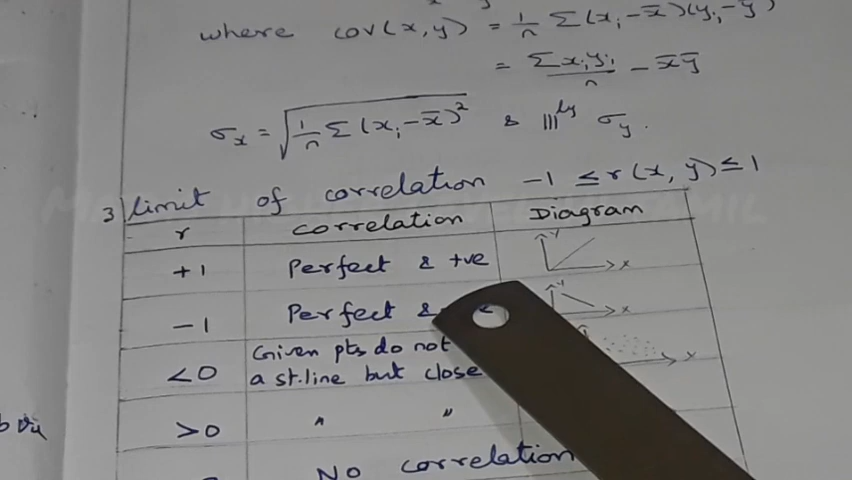 where cov(x, y) = 1/n Σ(xᵢ - x̅)(yᵢ - y̅)
= Σxᵢyᵢ/n - x̅y̅
σₓ = √(1/n Σ(xᵢ - x̅)²) & |||ly σy.
3) limit of correlation -1 ≤ r(x, y) ≤ 1
r correlation Diagram
+1 Perfect & +ve Y X
-1 Perfect & Y X
<0 Given pts do not X
a st.line but close
>0 " "
No correlation